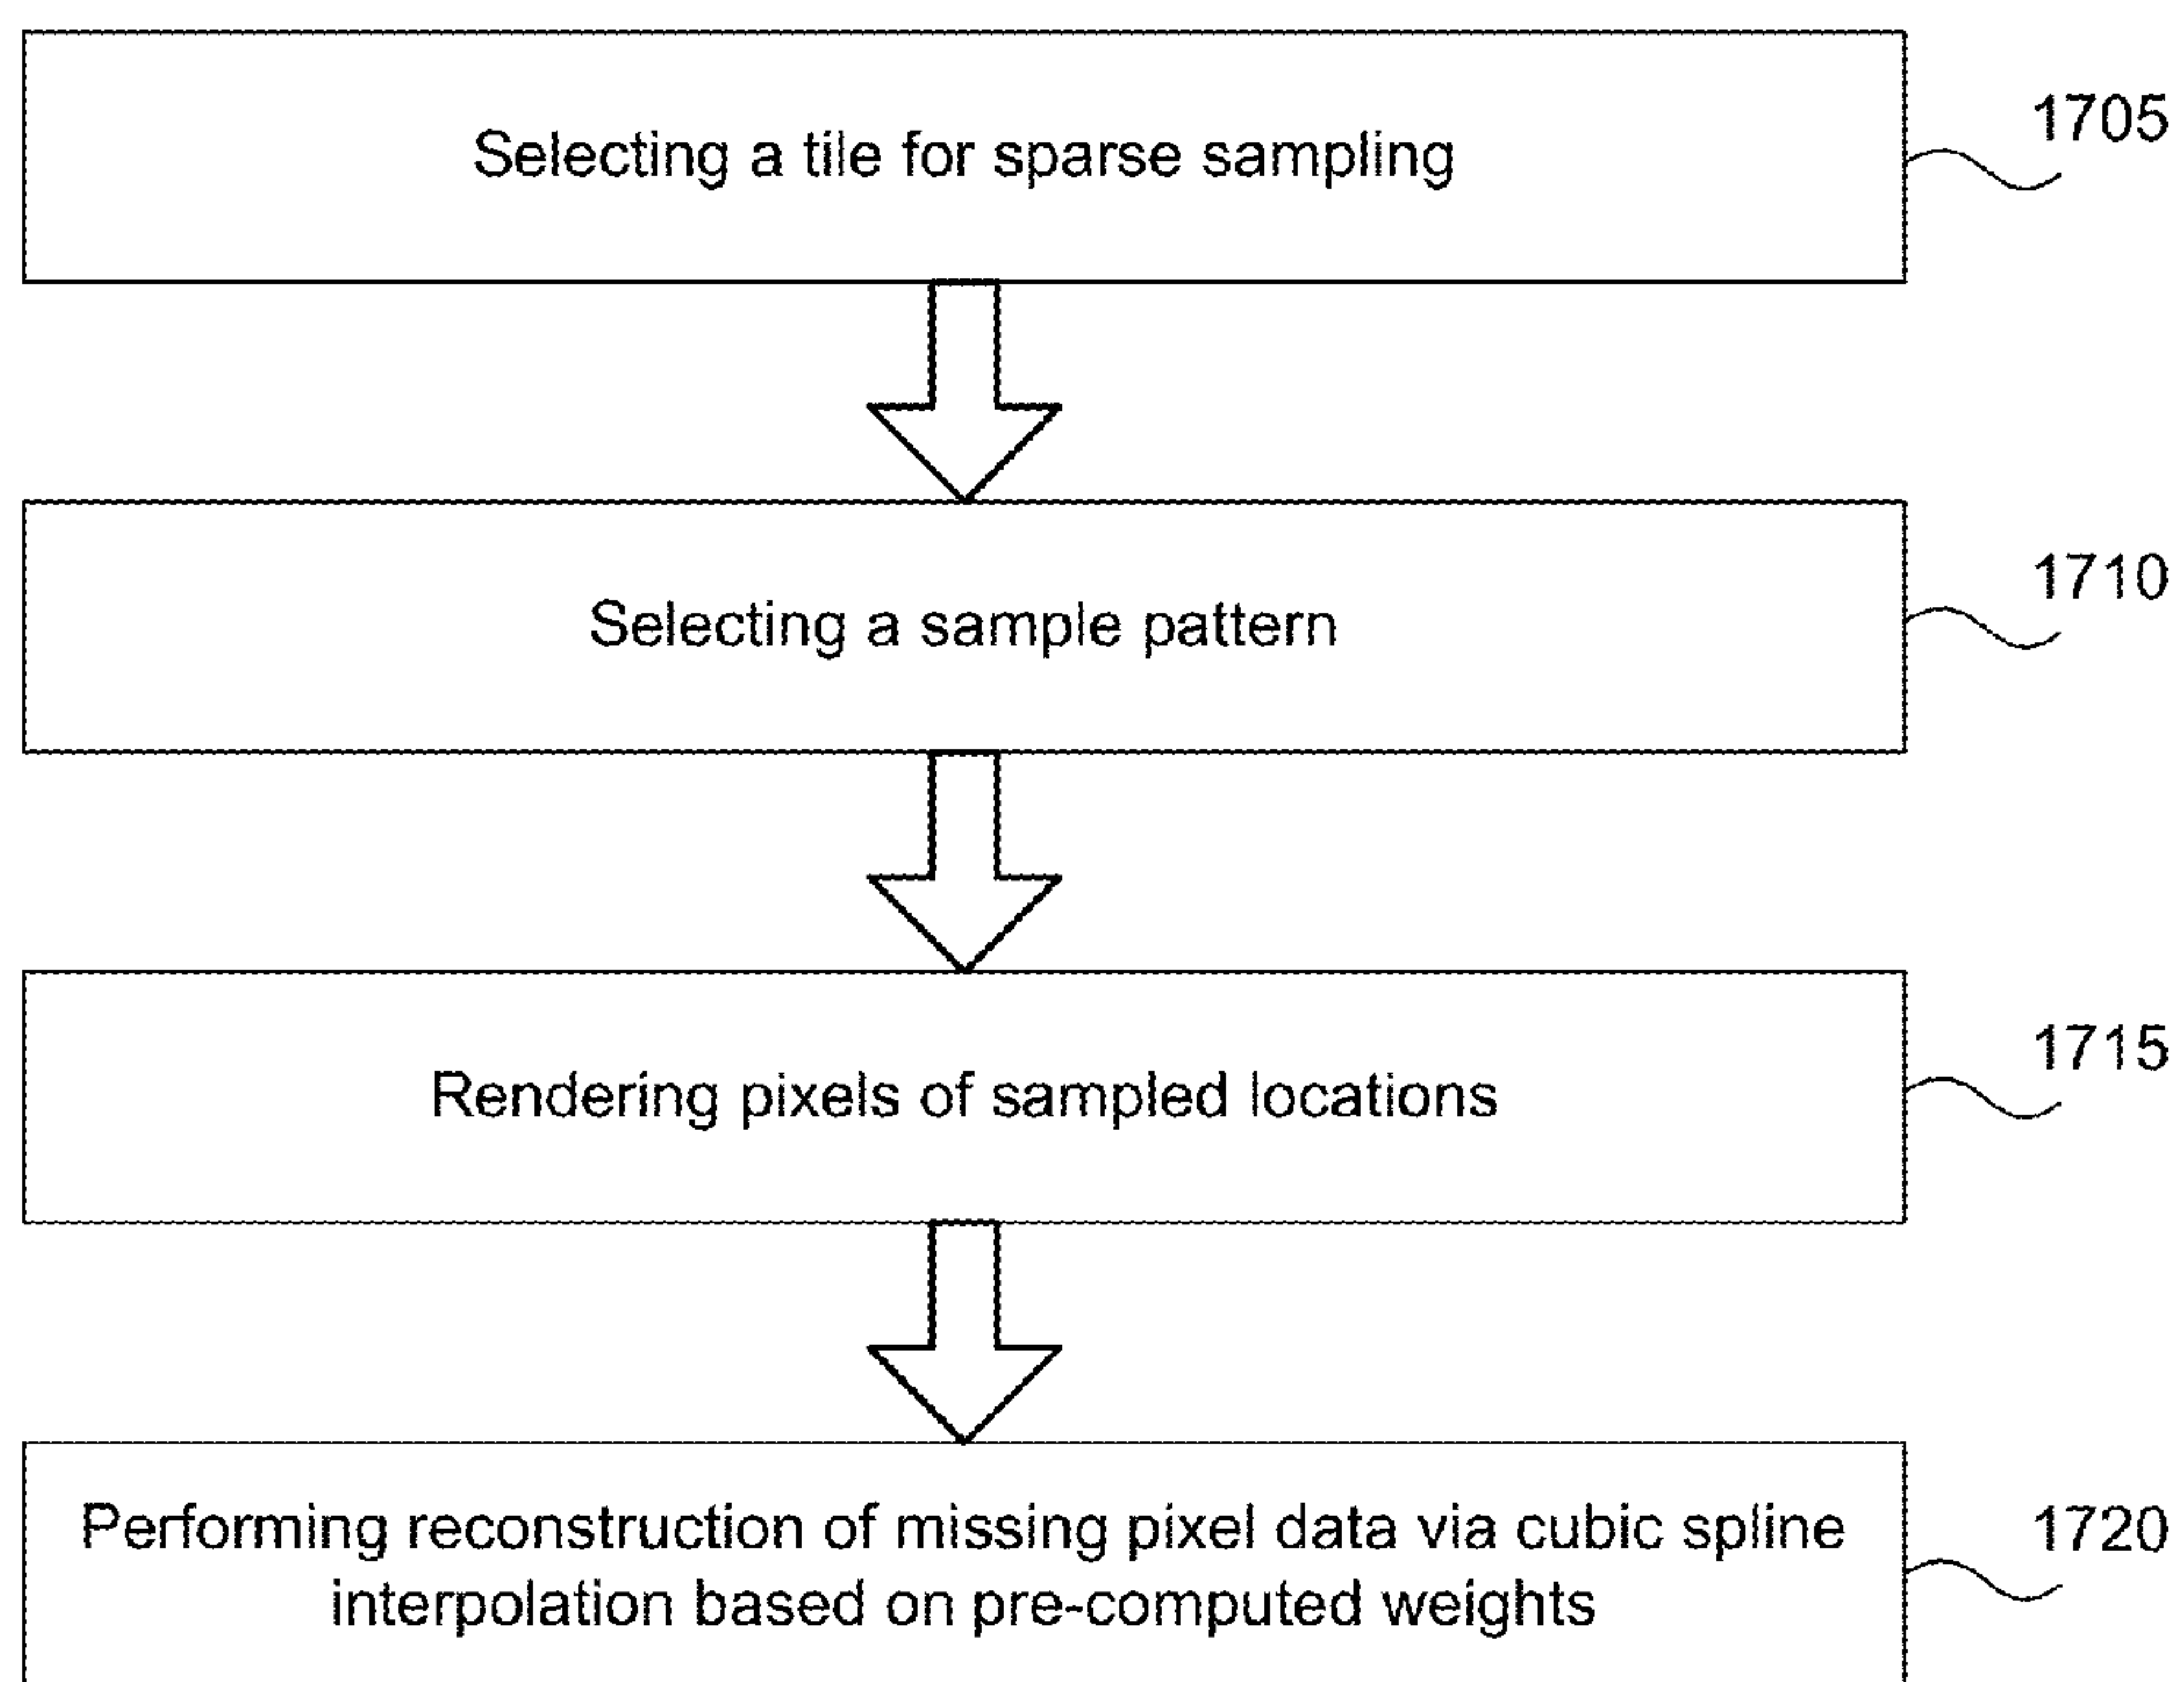 Selecting a tile for sparse sampling
1705
Selecting a sample pattern
1710
Rendering pixels of sampled locations
1715
Performing reconstruction of missing pixel data via cubic spline
interpolation based on pre-computed weights
1720